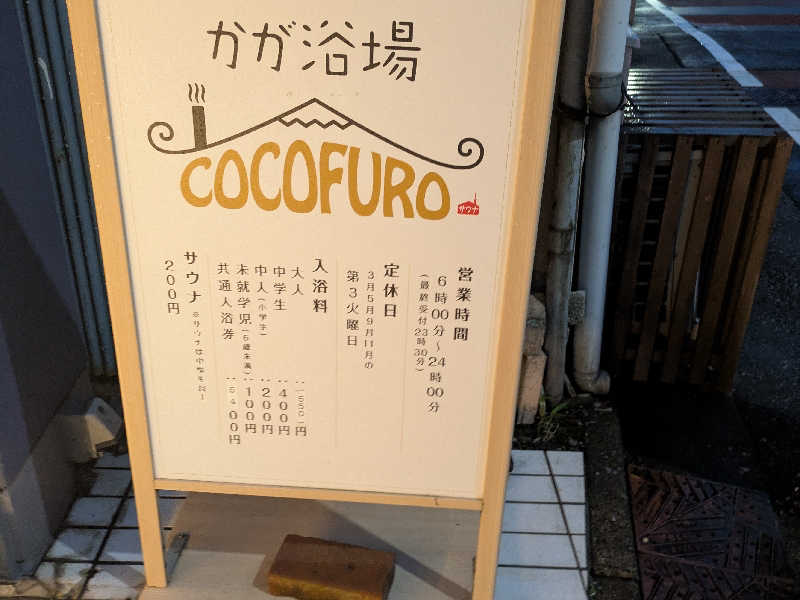 かが浴場
COCOFURO
サウナ
営業時間
6時00分～24時00分
(最終受付23時30分)
定休日
3月5月9月11月の
第3火曜日
入浴料
大人
中学生 : 400円
中人(小学生) : 200円
未就学児(6歳未満) : 100円
共通入浴券
サウナ
200円